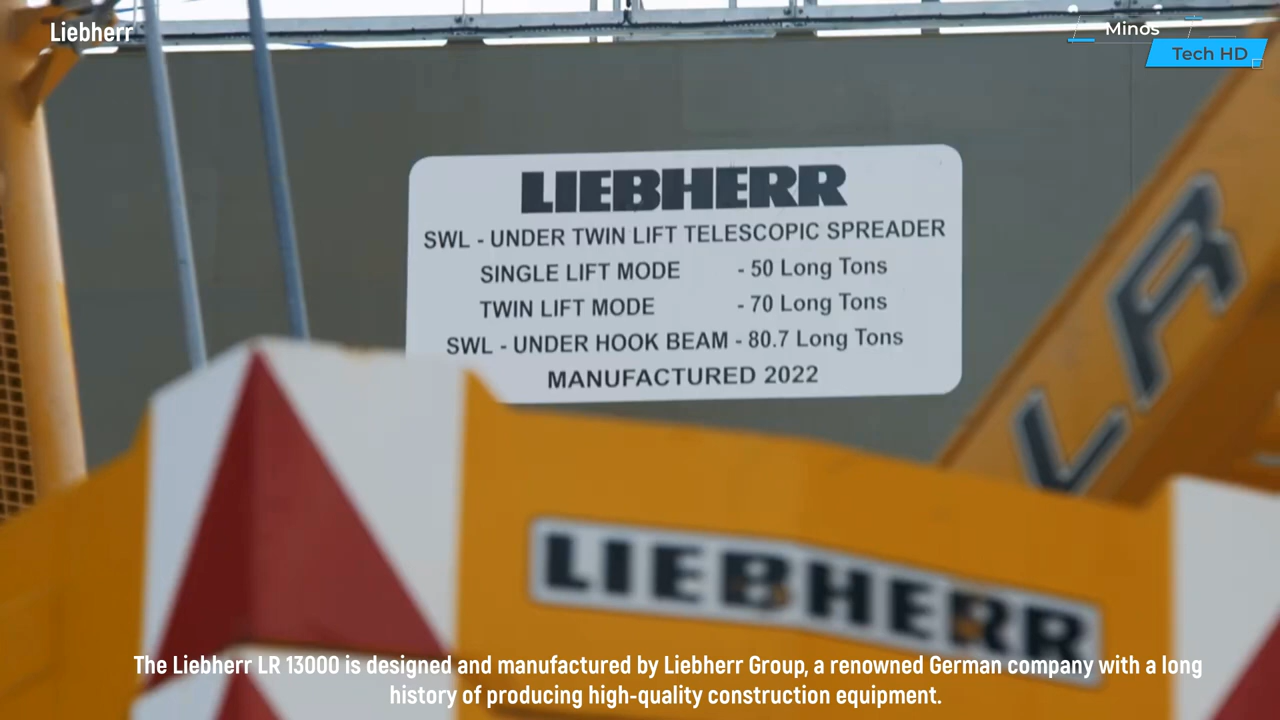 Liebherr
Minos
Tech HD
LIEBHERR
SWL - UNDER TWIN LIFT TELESCOPIC SPREADER
SINGLE LIFT MODE - 50 Long Tons
TWIN LIFT MODE - 70 Long Tons
SWL - UNDER HOOK BEAM - 80.7 Long Tons
MANUFACTURED 2022
LR
LIEBHERR
The Liebherr LR 13000 is designed and manufactured by Liebherr Group, a renowned German company with a long
history of producing high-quality construction equipment.